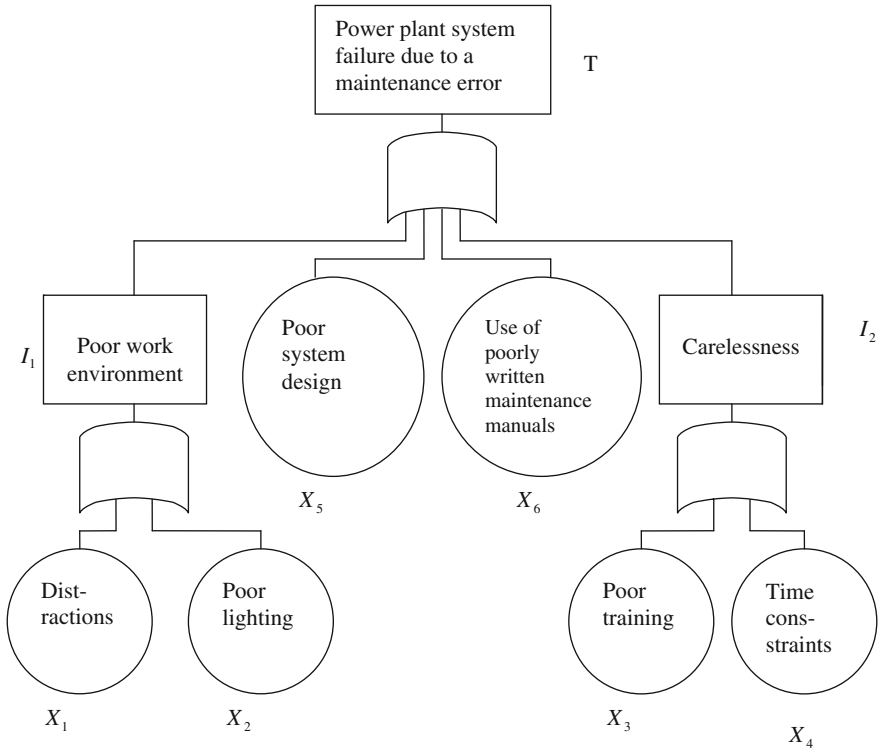 Power plant system
failure due to a
maintenance error
T
I₁
Poor work
environment
Poor
system
design
Use of
poorly
written
maintenance
manuals
Carelessness
I₂
X₅
X₆
Dist-
ractions
Poor
lighting
Poor
training
Time
cons-
straints
X₁
X₂
X₃
X₄